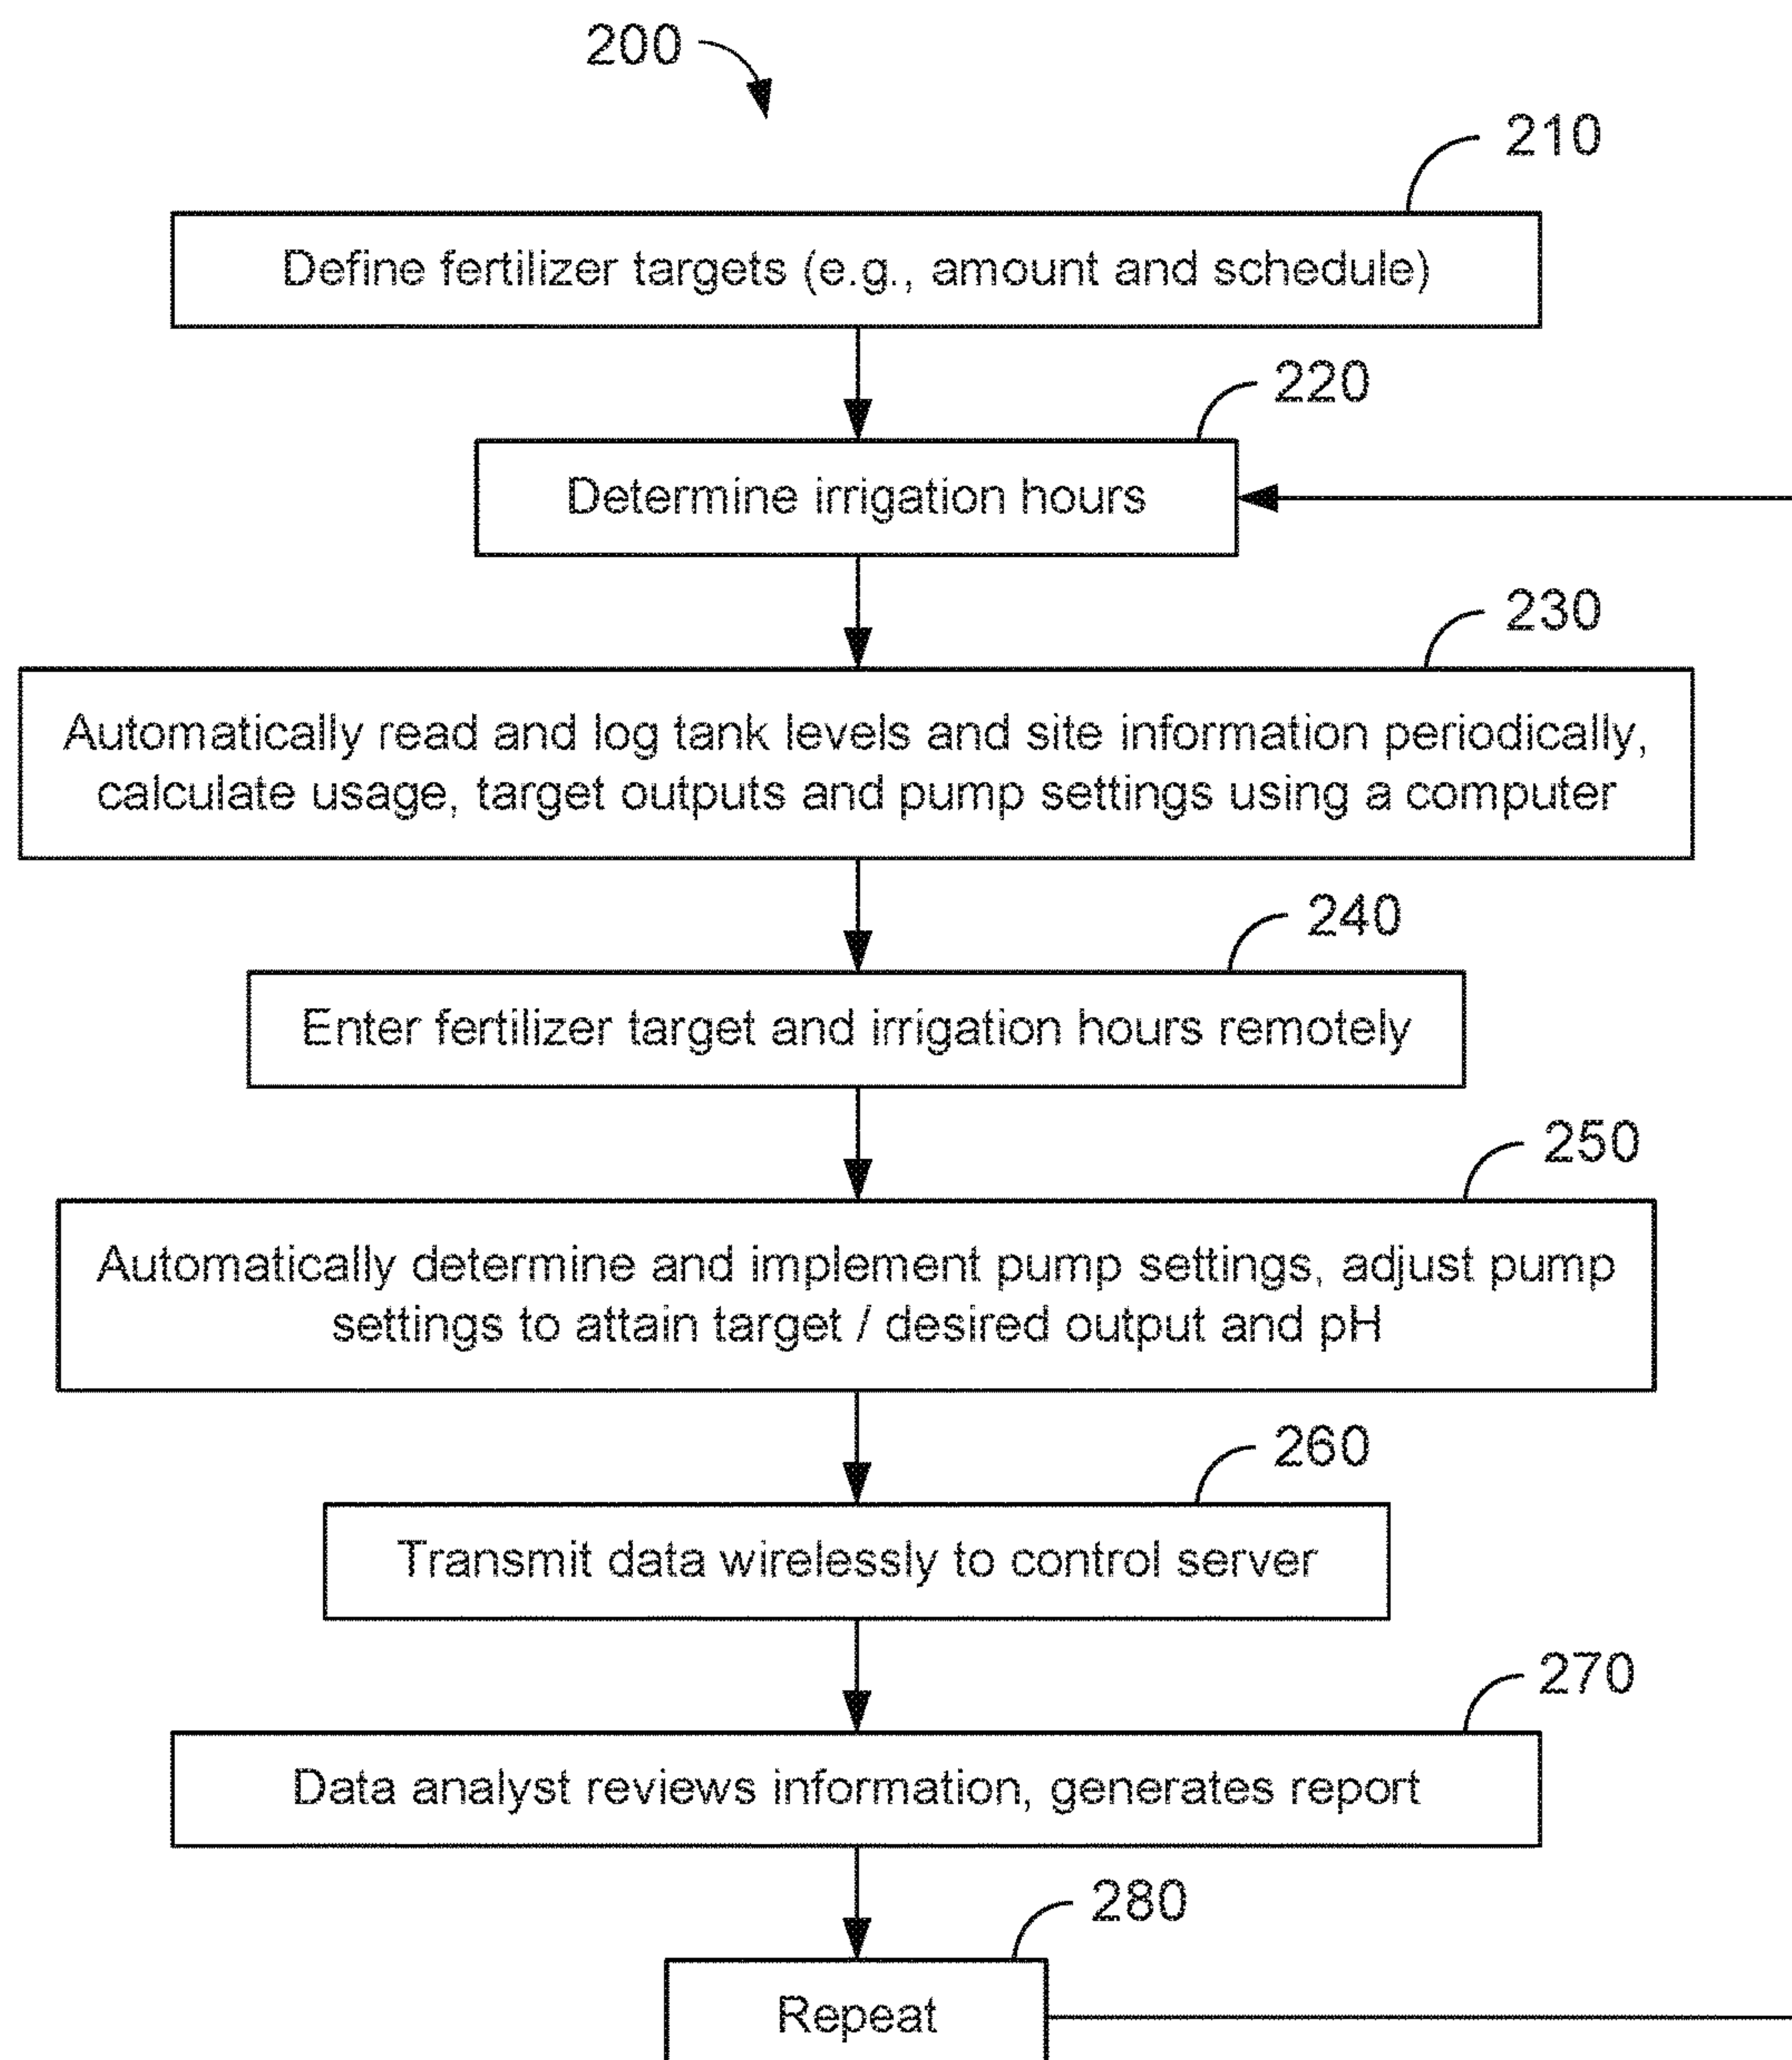 200
210
Define fertilizer targets (e.g., amount and schedule)
220
Determine irrigation hours
230
Automatically read and log tank levels and site information periodically,
calculate usage, target outputs and pump settings using a computer
240
Enter fertilizer target and irrigation hours remotely
250
Automatically determine and implement pump settings, adjust pump
settings to attain target / desired output and pH
260
Transmit data wirelessly to control server
270
Data analyst reviews information, generates report
280
Repeat